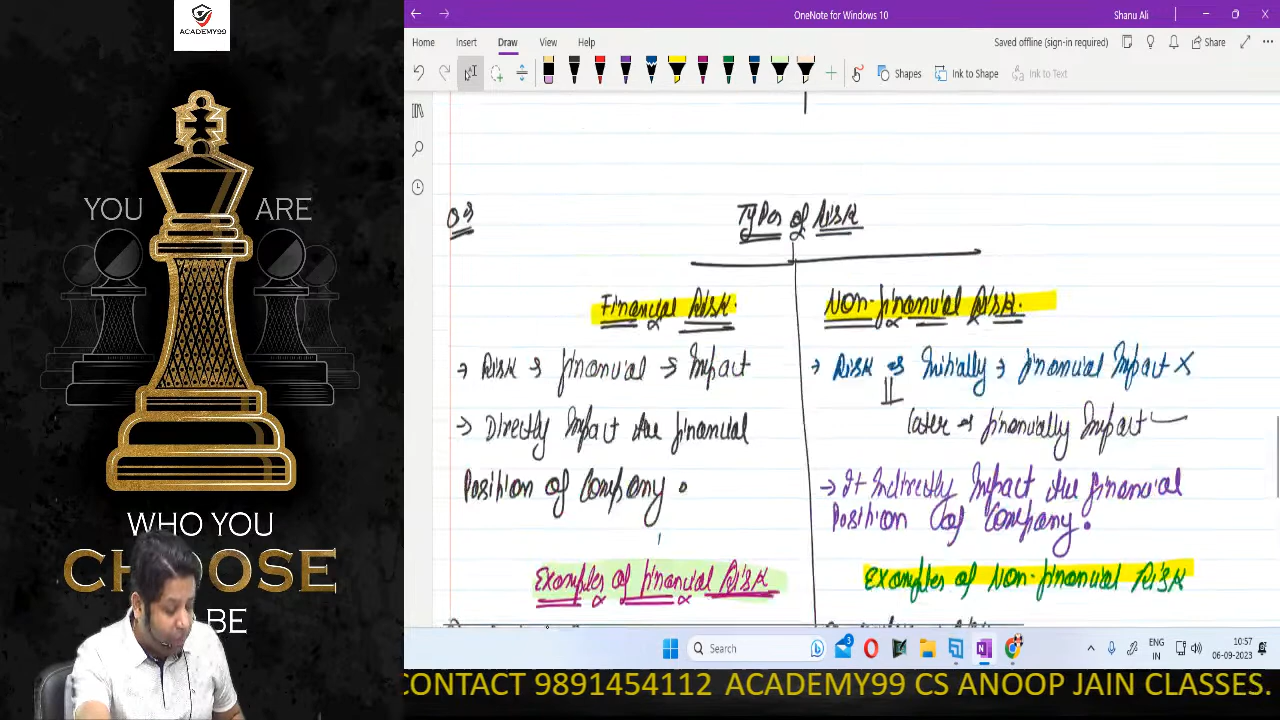 ACADEMY99
YOU ARE
WHO YOU
CHOOSE
BE
OneNote for Windows 10
Shanu Ali
Home Insert Draw View Help
Saved offline (sign-in required)
Share
Shapes
Ink to Shape
Ink to Text
Types of Risk
Financial Risk.
→ Risk → financial → Impact
→ Directly Impact the financial
Position of Company.
Examples of financial Risk
Non-financial Risk.
→ Risk → Initially → financial Impact X
later → financially Impact
→ It Indirectly Impact the financial
Position of Company.
Examples of Non-financial Risk
Search
3
ENG
IN
10:57
06-09-2023
CONTACT 9891454112 ACADEMY99 CS ANOOP JAIN CLASSES.